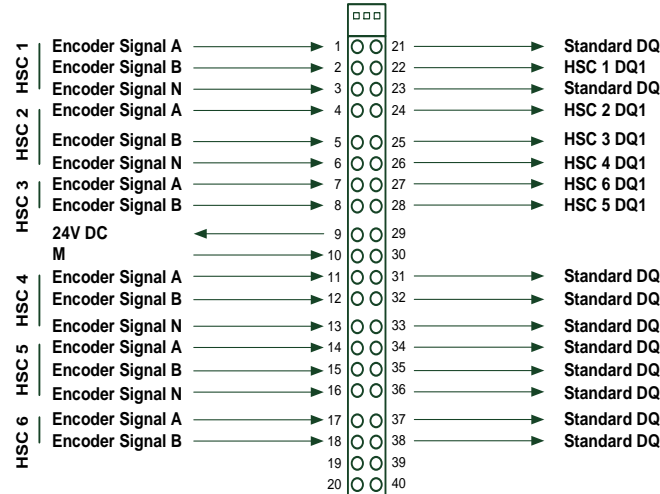 HSC 1
Encoder Signal A 1 21 Standard DQ
Encoder Signal B 2 22 HSC 1 DQ1
Encoder Signal N 3 23 Standard DQ
HSC 2
Encoder Signal A 4 24 HSC 2 DQ1
Encoder Signal B 5 25 HSC 3 DQ1
Encoder Signal N 6 26 HSC 4 DQ1
HSC 3
Encoder Signal A 7 27 HSC 6 DQ1
Encoder Signal B 8 28 HSC 5 DQ1
24V DC 9 29
M 10 30
HSC 4
Encoder Signal A 11 31 Standard DQ
Encoder Signal B 12 32 Standard DQ
Encoder Signal N 13 33 Standard DQ
HSC 5
Encoder Signal A 14 34 Standard DQ
Encoder Signal B 15 35 Standard DQ
Encoder Signal N 16 36 Standard DQ
HSC 6
Encoder Signal A 17 37 Standard DQ
Encoder Signal B 18 38 Standard DQ
19 39
20 40